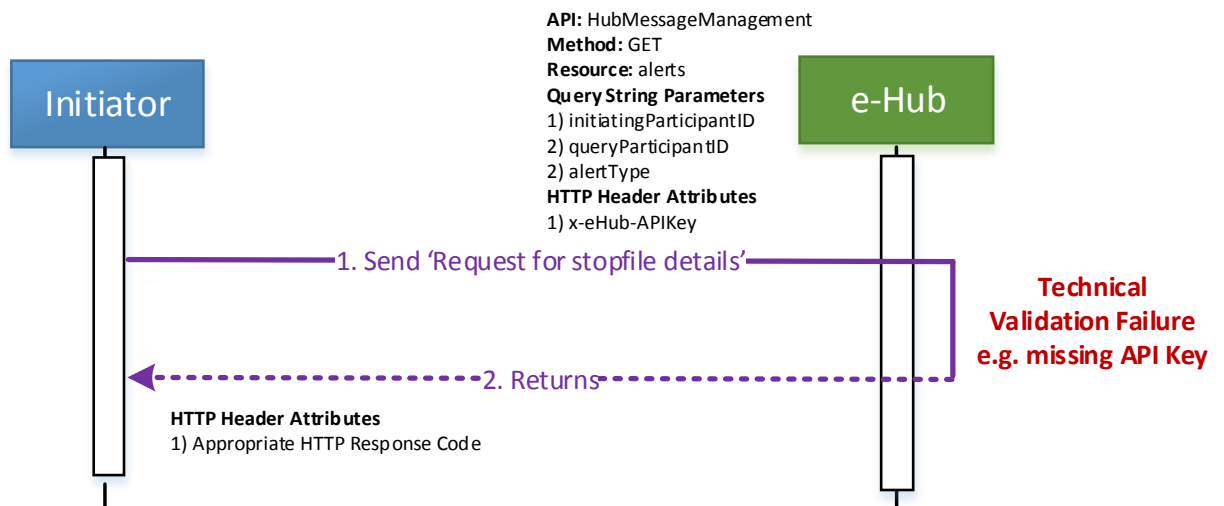 API: HubMessageManagement
Method: GET
Resource: alerts
Query String Parameters
1) initiatingParticipantID
2) queryParticipantID
2) alertType
HTTP Header Attributes
1) x-eHub-APIKey
Initiator
e-Hub
1. Send ‘Request for stopfile details’
Technical
Validation Failure
e.g. missing API Key
2. Returns
HTTP Header Attributes
1) Appropriate HTTP Response Code